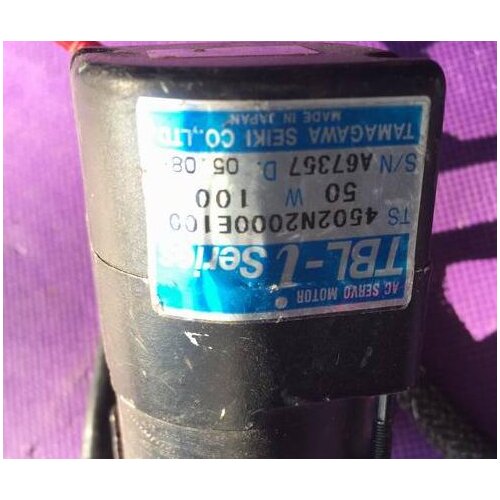 AC SERVO MOTOR
TBL-i Series
TS 4502N2000E100
50 W 100
S/N A67357 D. 05.08
TAMAGAWA SEIKI CO.,LTD.
MADE IN JAPAN